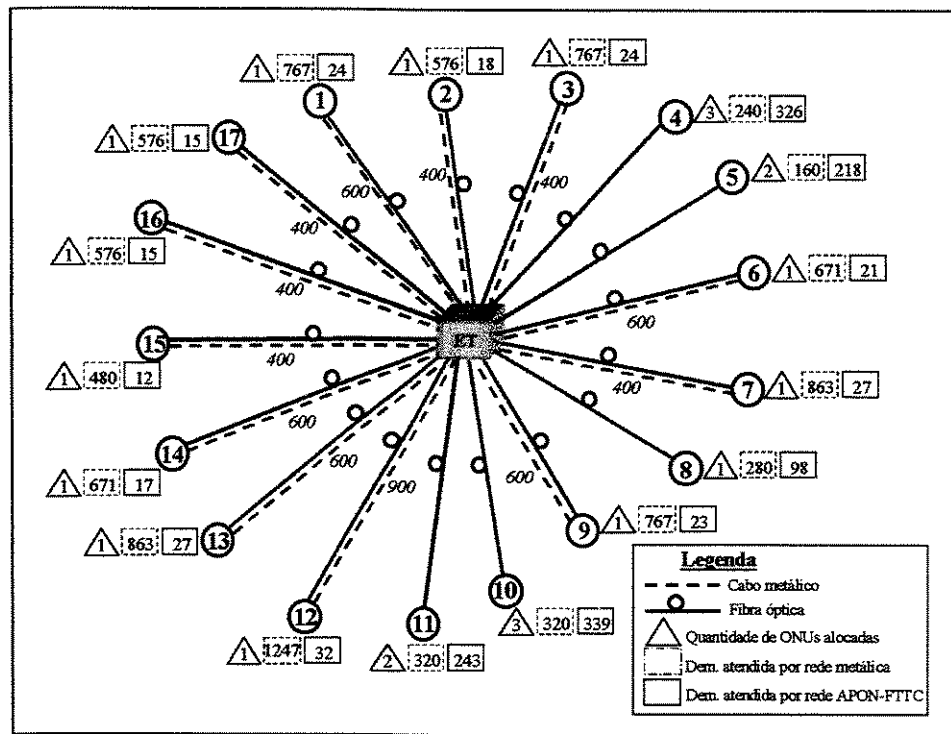 1 767 24
1
1 576 18
2
1 767 24
3
3 240 326
4
2 160 218
5
1 671 21
6
600
1 863 27
7
400
1 280 98
8
1 767 23
9
600
3 320 339
10
2 320 243
11
1 1247 32
12
900
1 863 27
13
600
1 671 17
14
600
1 480 12
15
400
1 576 15
16
400
1 576 15
17
400
600
400
400
ET
Legenda
Cabo metálico
Fibra óptica
Quantidade de ONUs alocadas
Dem. atendida por rede metálica
Dem. atendida por rede APON-FTTC